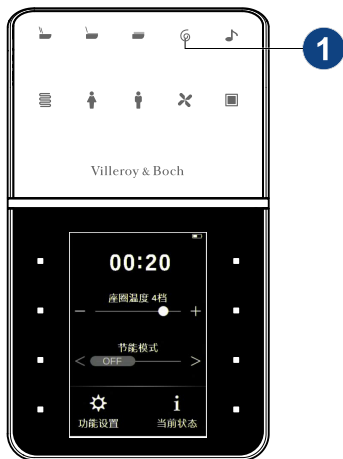 1
Villeroy & Boch
00:20
座圈温度 4档
− +
节能模式
< OFF >
功能设置 当前状态